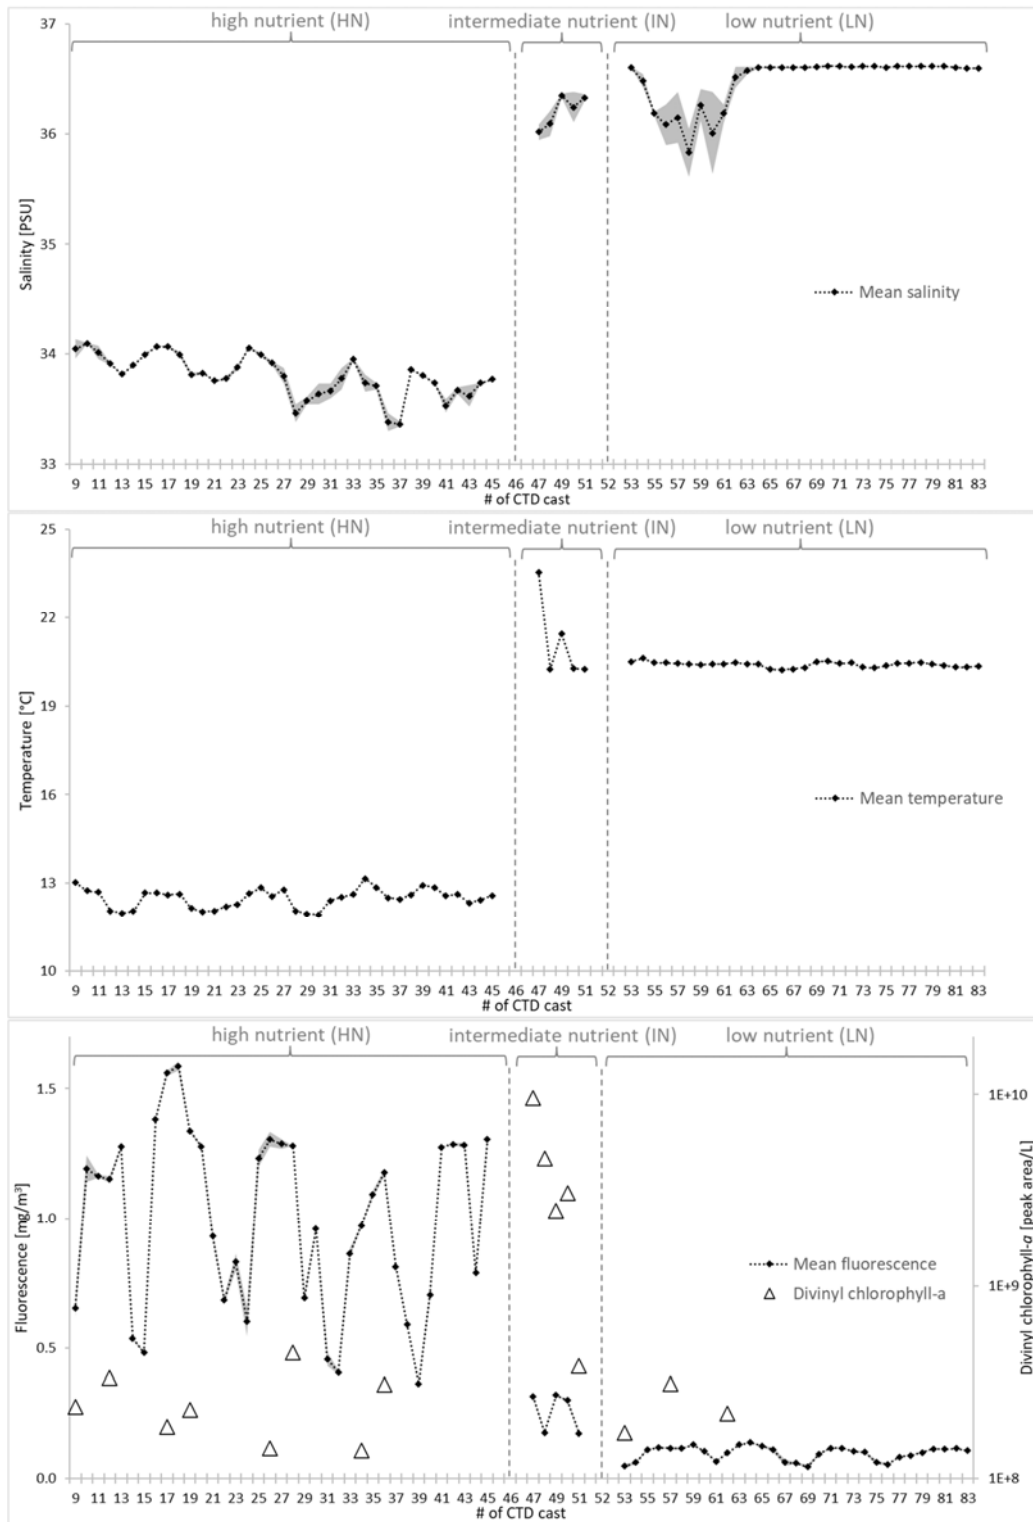 high nutrient (HN) intermediate nutrient (IN) low nutrient (LN)
37
36
35
34
33
Salinity [PSU]
Mean salinity
9 11 13 15 17 19 21 23 25 27 29 31 33 35 37 39 41 43 45 46 47 49 51 52 53 55 57 59 61 63 65 67 69 71 73 75 77 79 81 83
# of CTD cast
high nutrient (HN) intermediate nutrient (IN) low nutrient (LN)
25
22
19
16
13
10
Temperature [°C]
Mean temperature
9 11 13 15 17 19 21 23 25 27 29 31 33 35 37 39 41 43 45 46 47 49 51 52 53 55 57 59 61 63 65 67 69 71 73 75 77 79 81 83
# of CTD cast
high nutrient (HN) intermediate nutrient (IN) low nutrient (LN)
1.5
1.0
0.5
0.0
Fluorescence [mg/m³]
1E+10
1E+9
1E+8
Divinyl chlorophyll-a [peak area/L]
Mean fluorescence
Divinyl chlorophyll-a
9 11 13 15 17 19 21 23 25 27 29 31 33 35 37 39 41 43 45 46 47 49 51 52 53 55 57 59 61 63 65 67 69 71 73 75 77 79 81 83
# of CTD cast